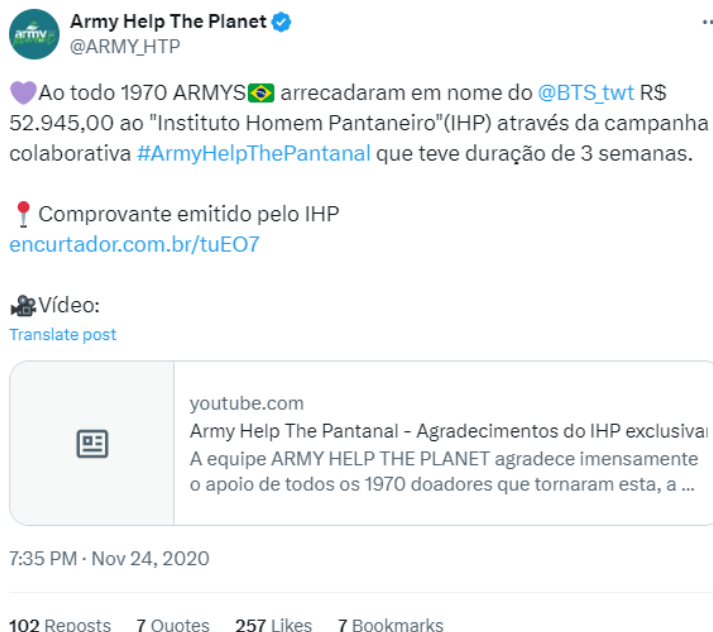 Army Help The Planet
@ARMY_HTP
💜Ao todo 1970 ARMYS🇧🇷 arrecadaram em nome do @BTS_twt R$
52.945,00 ao "Instituto Homem Pantaneiro"(IHP) através da campanha
colaborativa #ArmyHelpThePantanal que teve duração de 3 semanas.
📍Comprovante emitido pelo IHP
encurtador.com.br/tuEO7
🎥Vídeo:
Translate post
youtube.com
Army Help The Pantanal - Agradecimentos do IHP exclusivar
A equipe ARMY HELP THE PLANET agradece imensamente
o apoio de todos os 1970 doadores que tornaram esta, a ...
7:35 PM · Nov 24, 2020
102 Reposts 7 Quotes 257 Likes 7 Bookmarks